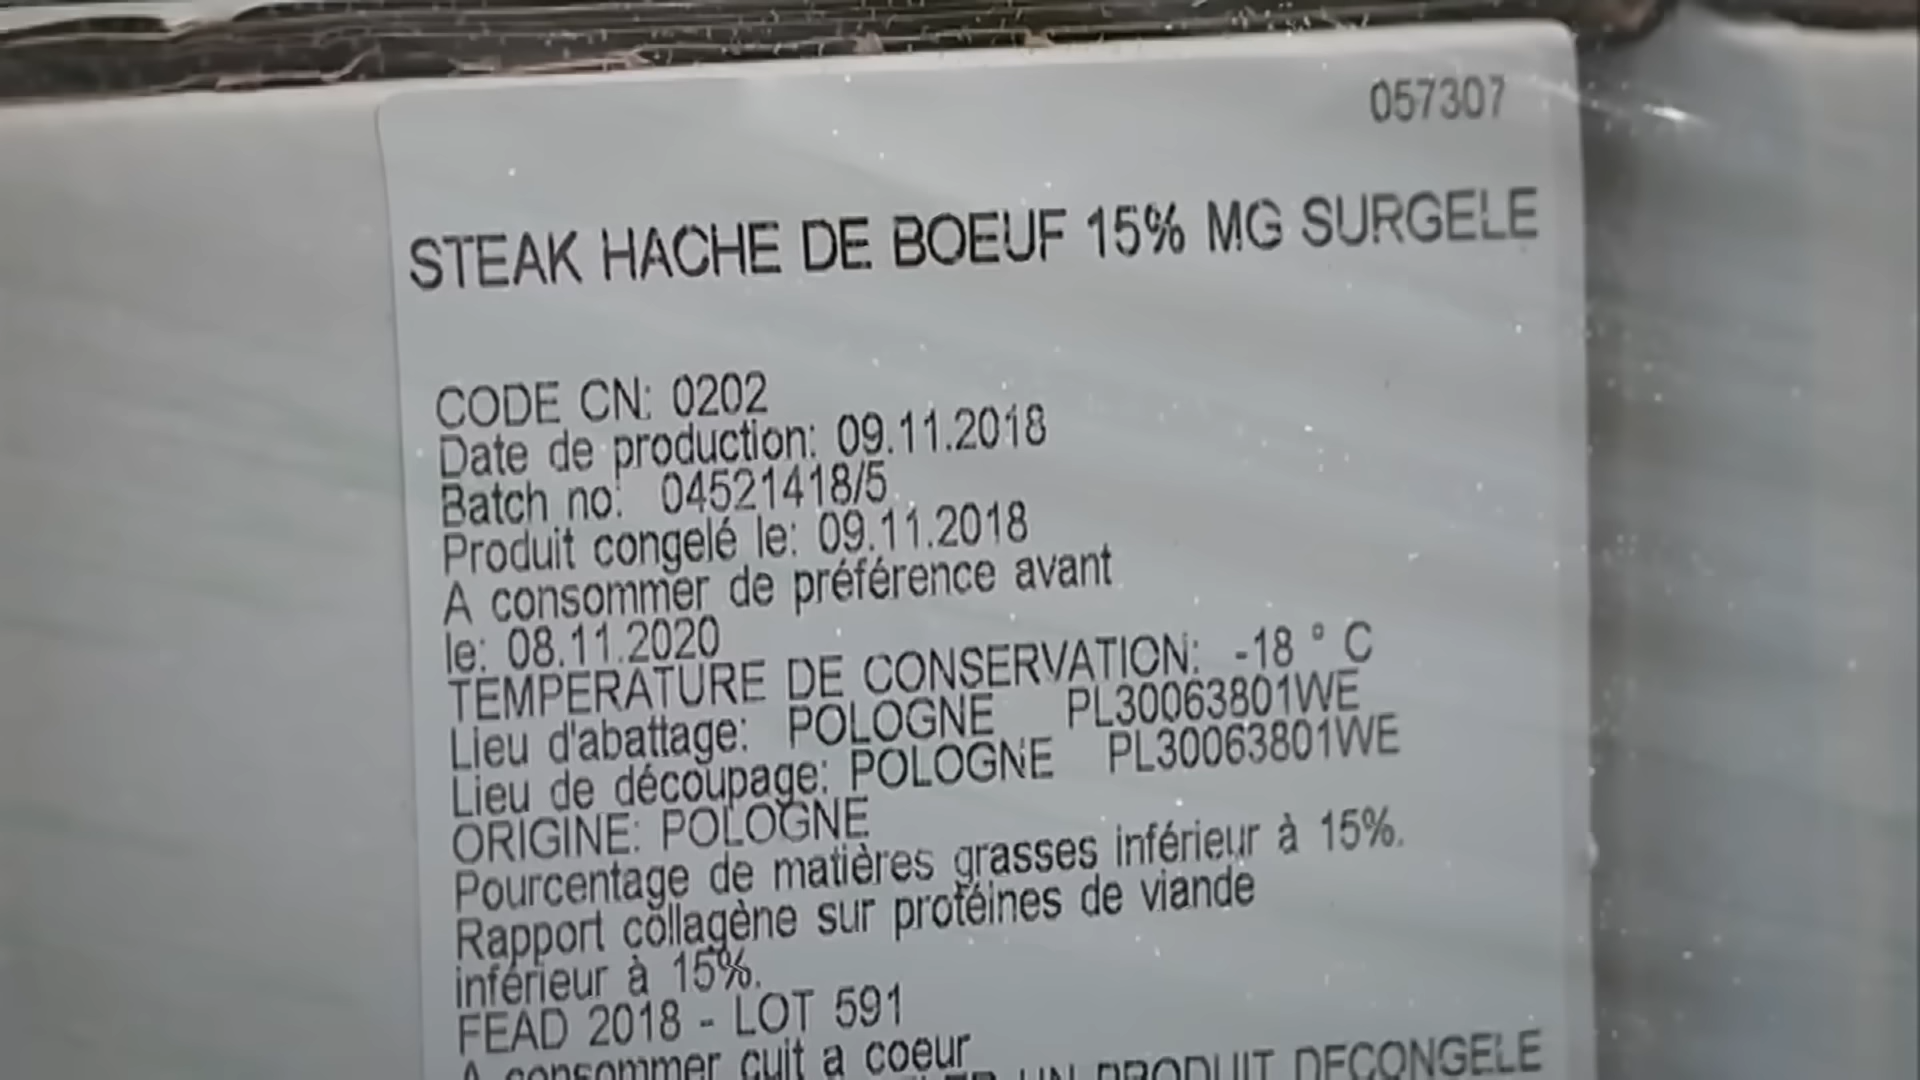 057307
STEAK HACHE DE BOEUF 15% MG SURGELE
CODE CN: 0202
Date de production: 09.11.2018
Batch no: 04521418/5
Produit congelé le: 09.11.2018
A consommer de préférence avant
le: 08.11.2020
TEMPERATURE DE CONSERVATION: -18 ° C
Lieu d'abattage: POLOGNE PL30063801WE
Lieu de découpage: POLOGNE PL30063801WE
ORIGINE: POLOGNE
Pourcentage de matières grasses inférieur à 15%.
Rapport collagène sur protéines de viande
inférieur à 15%.
FEAD 2018 - LOT 591
A consommer cuit a coeur
UN PRODUIT DECONGELE